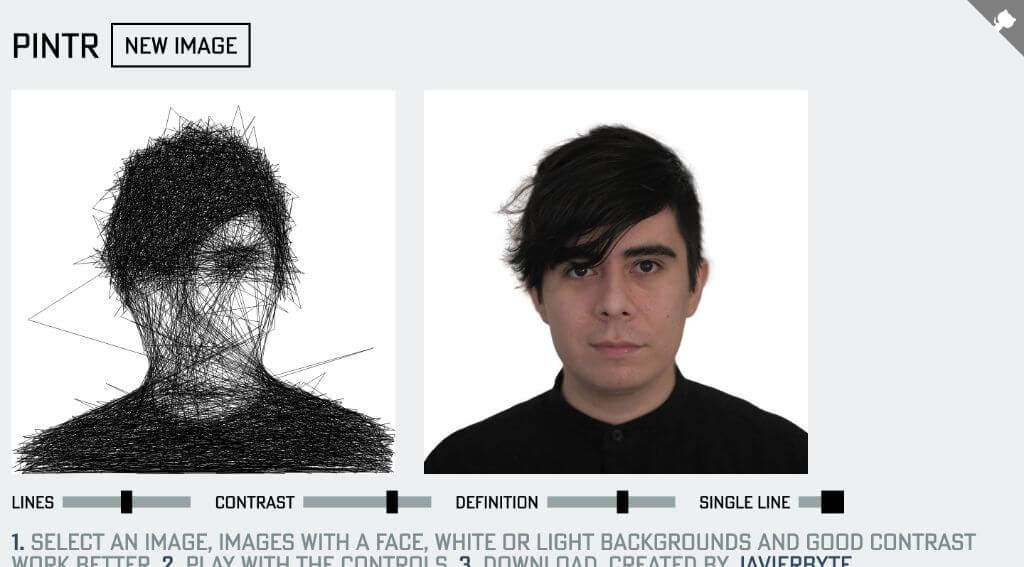 PINTR NEW IMAGE
LINES CONTRAST DEFINITION SINGLE LINE
1. SELECT AN IMAGE, IMAGES WITH A FACE, WHITE OR LIGHT BACKGROUNDS AND GOOD CONTRAST
WORK BETTER. 2. PLAY WITH THE CONTROLS. 3. DOWNLOAD. CREATED BY JAVIERBYTE